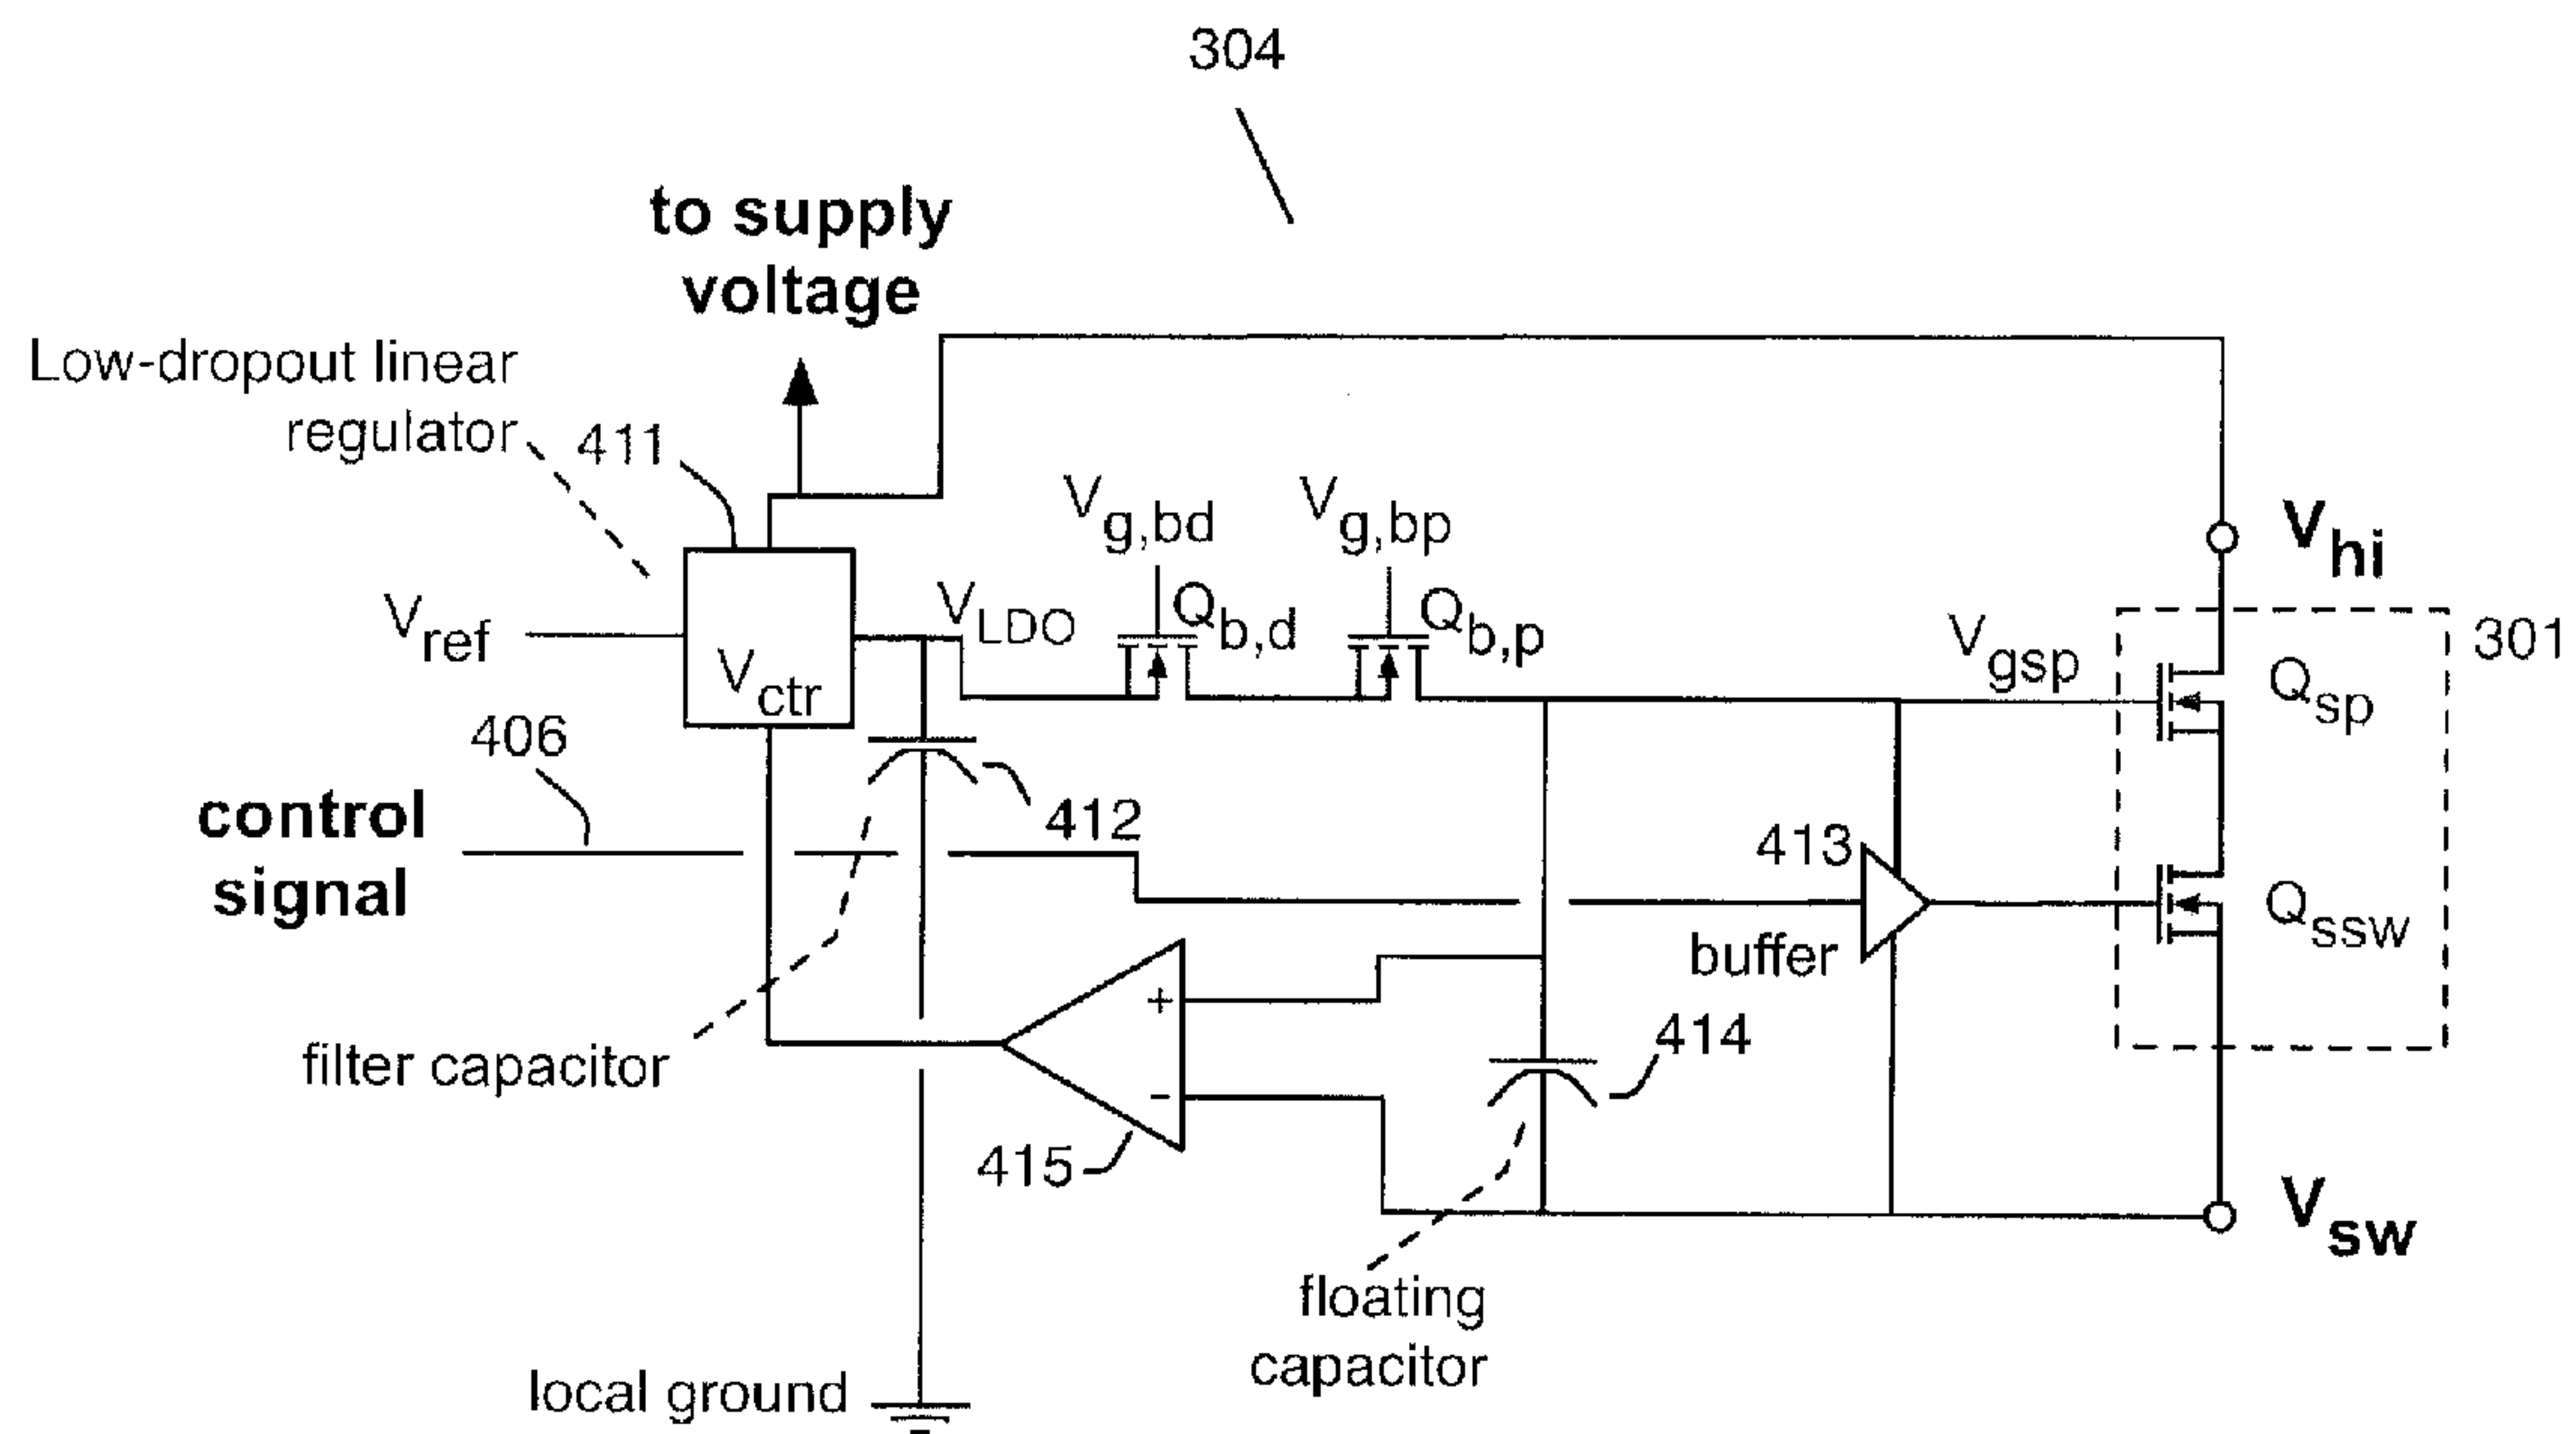 304
to supply
voltage
Low-dropout linear
regulator
411
Vg,bd
Vg,bp
Vhi
Vref
Vctr
VLDO
Qb,d
Qb,p
Vgsp
Qsp
301
406
control
signal
412
413
buffer
Qssw
+
−
filter capacitor
414
415
Vsw
floating
capacitor
local ground